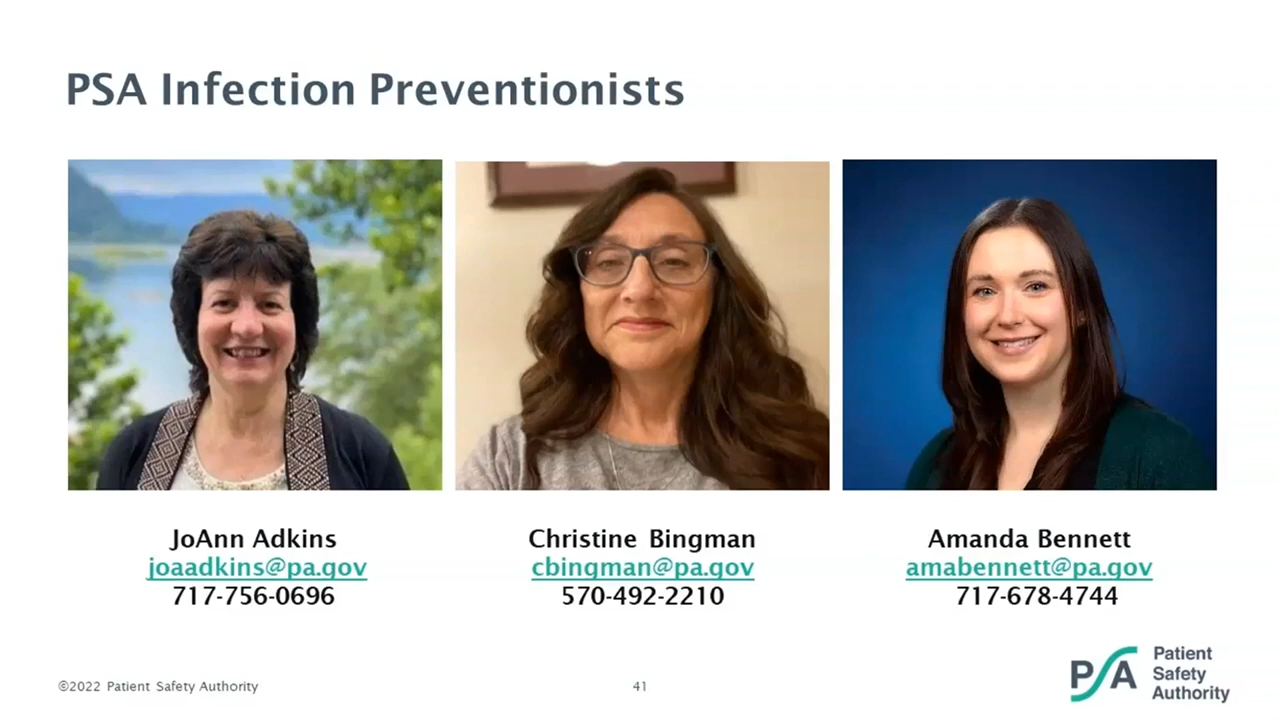 PSA Infection Preventionists
JoAnn Adkins
joaadkins@pa.gov
717-756-0696
Christine Bingman
cbingman@pa.gov
570-492-2210
Amanda Bennett
amabennett@pa.gov
717-678-4744
©2022 Patient Safety Authority
41
PSA
Patient
Safety
Authority